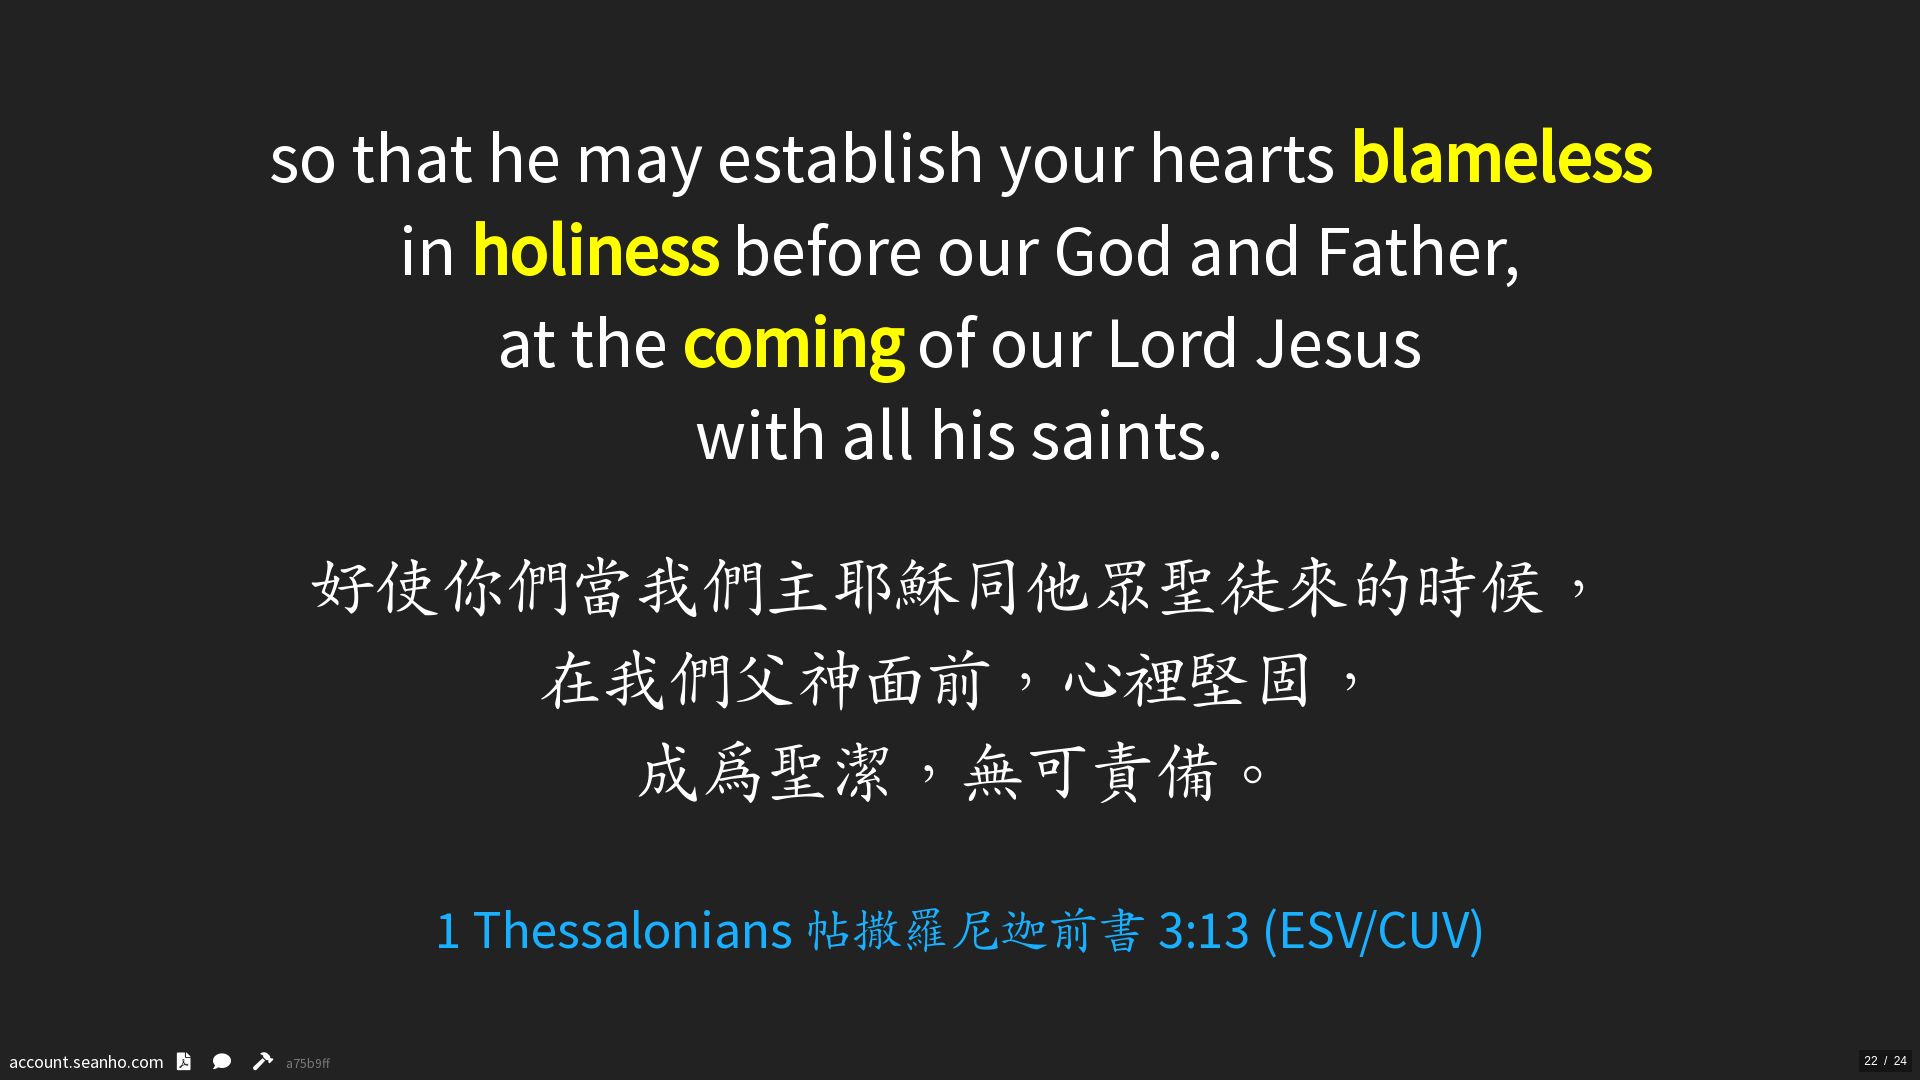 so that he may establish your hearts blameless
in holiness before our God and Father,
at the coming of our Lord Jesus
with all his saints.
好使你們當我們主耶穌同他眾聖徒來的時候，
在我們父神面前，心裡堅固，
成爲聖潔，無可責備。
1 Thessalonians 帖撒羅尼迦前書 3:13 (ESV/CUV)
account.seanho.com a75b9ff
22 / 24